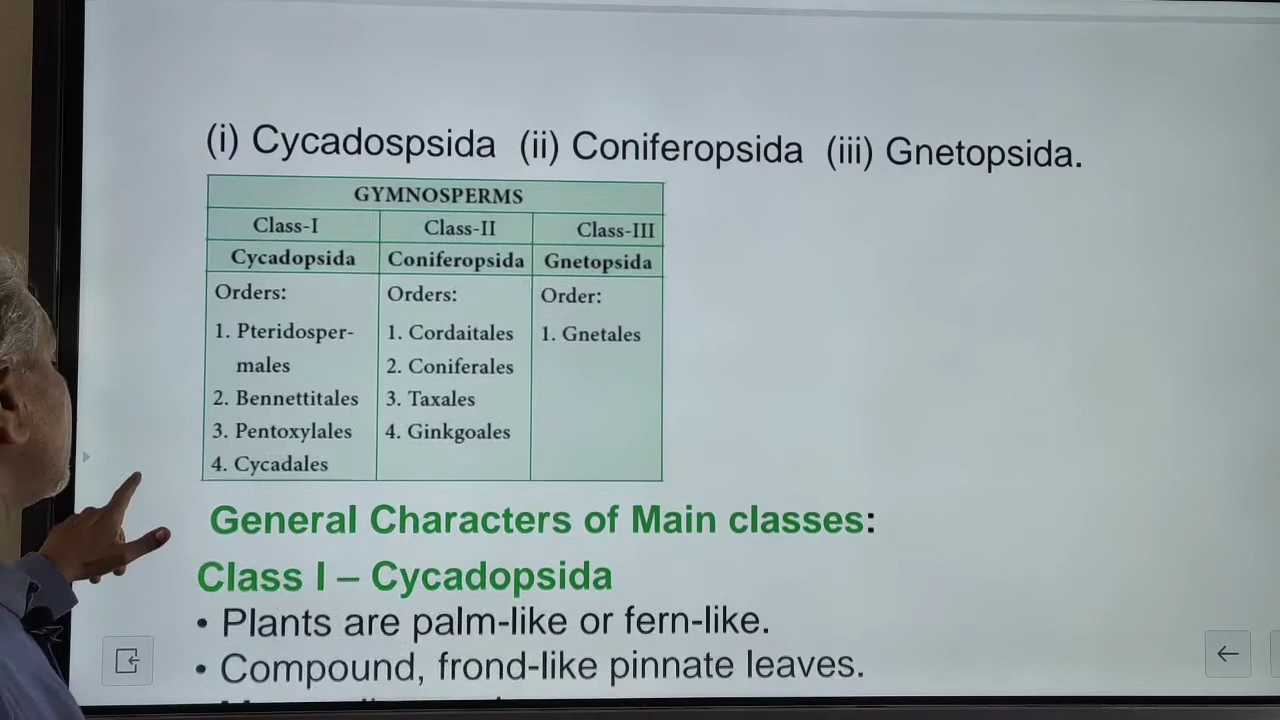 (i) Cycadospsida (ii) Coniferopsida (iii) Gnetopsida.
GYMNOSPERMS
Class-I Class-II Class-III
Cycadopsida Coniferopsida Gnetopsida
Orders: Orders: Order:
1. Pteridosper- 1. Cordaitales 1. Gnetales
males 2. Coniferales
2. Bennettitales 3. Taxales
3. Pentoxylales 4. Ginkgoales
4. Cycadales
General Characters of Main classes:
Class I – Cycadopsida
• Plants are palm-like or fern-like.
• Compound, frond-like pinnate leaves.